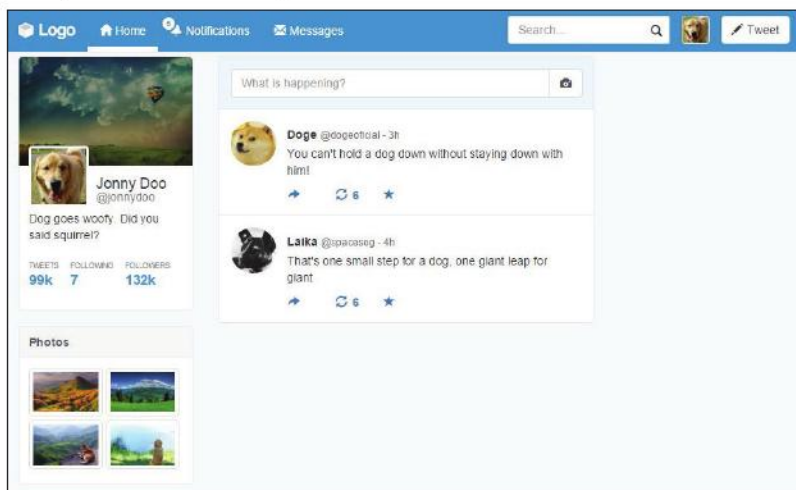 Logo Home 5 Notifications Messages Search... Tweet
Jonny Doo
@jonnydoo
Dog goes woofy. Did you
said squirrel?
TWEETS FOLLOWING FOLLOWERS
99k 7 132k
Photos
What is happening?
Doge @dogeoficial - 3h
You can't hold a dog down without staying down with
him!
6
Laika @spacesog - 4h
That's one small step for a dog, one giant leap for
giant
6